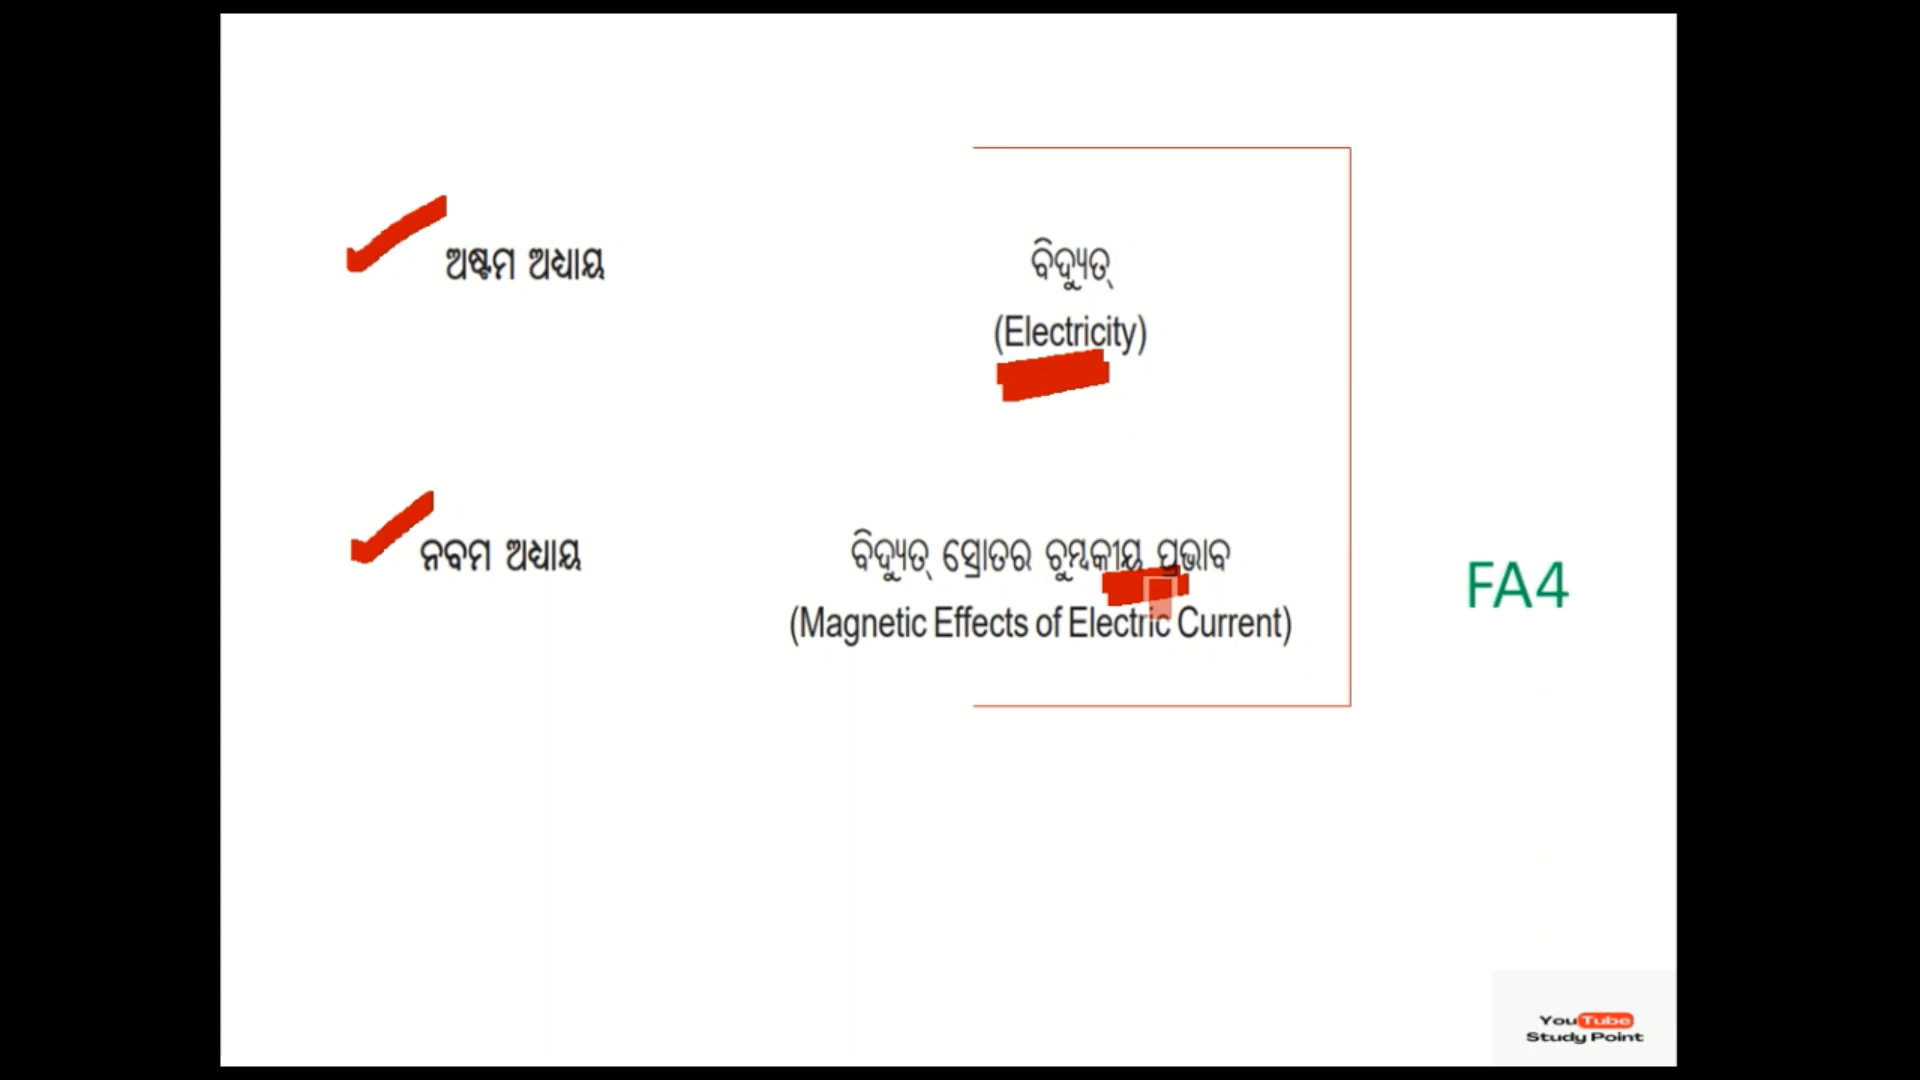 ଅଷ୍ଟମ ଅଧ୍ୟାୟ
ବିଦ୍ୟୁତ୍
(Electricity)
ନବମ ଅଧ୍ୟାୟ
ବିଦ୍ୟୁତ୍ ସ୍ରୋତର ଚୁମ୍ବକୀୟ ପ୍ରଭାବ
(Magnetic Effects of Electric Current)
FA4
YouTube
Study Point